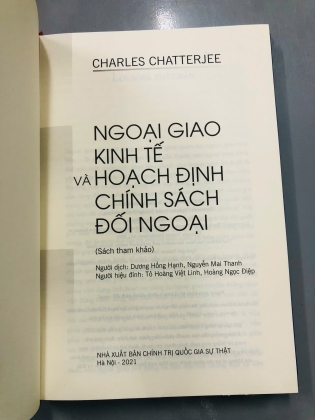 CHARLES CHATTERJEE
NGOẠI GIAO
KINH TẾ
VÀ HOẠCH ĐỊNH
CHÍNH SÁCH
ĐỐI NGOẠI
(Sách tham khảo)
Người dịch: Dương Hồng Hạnh, Nguyễn Mai Thanh
Người hiệu đính: Tô Hoàng Việt Linh, Hoàng Ngọc Điệp
NHÀ XUẤT BẢN CHÍNH TRỊ QUỐC GIA SỰ THẬT
Hà Nội - 2021